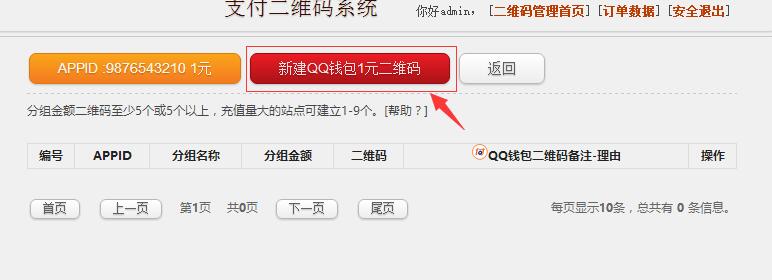 支付二维码系统
你好admin， [二维码管理首页] [订单数据] [安全退出]
APPID :9876543210 1元 新建QQ钱包1元二维码 返回
分组金额二维码至少5个或5个以上，充值量大的站点可建立1-9个。[帮助？]
编号 APPID 分组名称 分组金额 二维码 QQ钱包二维码备注-理由 操作
首页 上一页 第1页 共0页 下一页 尾页 每页显示10条，总共有 0 条信息。